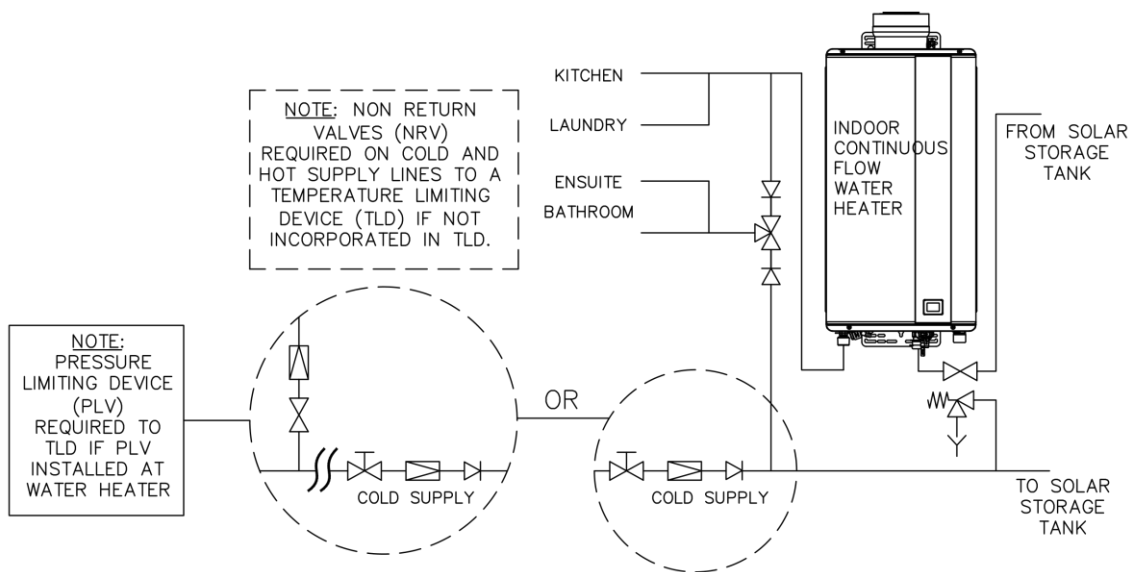 KITCHEN
LAUNDRY
ENSUITE
BATHROOM
NOTE: NON RETURN
VALVES (NRV)
REQUIRED ON COLD AND
HOT SUPPLY LINES TO A
TEMPERATURE LIMITING
DEVICE (TLD) IF NOT
INCORPORATED IN TLD.
INDOOR
CONTINUOUS
FLOW
WATER
HEATER
FROM SOLAR
STORAGE
TANK
NOTE:
PRESSURE
LIMITING DEVICE
(PLV)
REQUIRED TO
TLD IF PLV
INSTALLED AT
WATER HEATER
OR
COLD SUPPLY
COLD SUPPLY
TO SOLAR
STORAGE
TANK